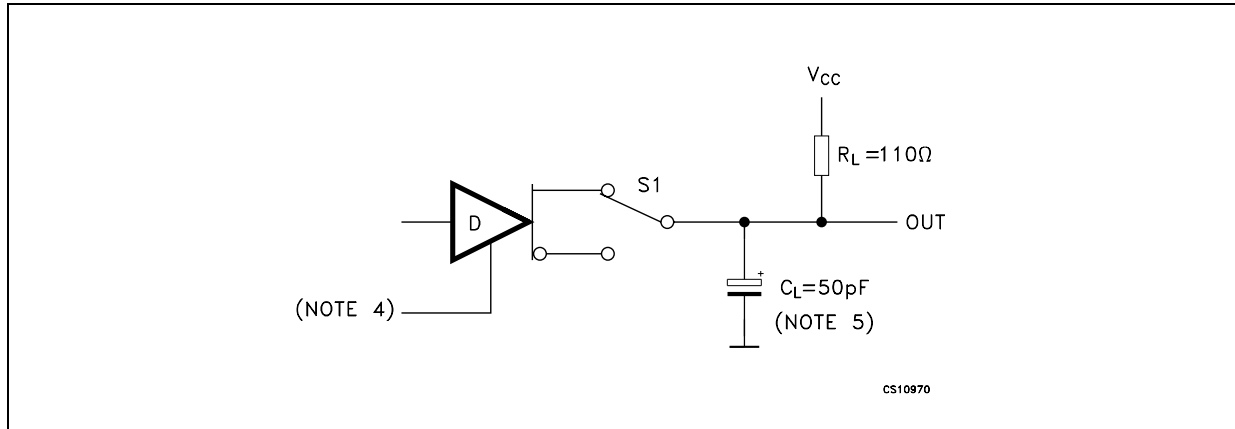 VCC
RL=110Ω
S1
D
OUT
CL=50pF
(NOTE 4)
(NOTE 5)
+
CS10970